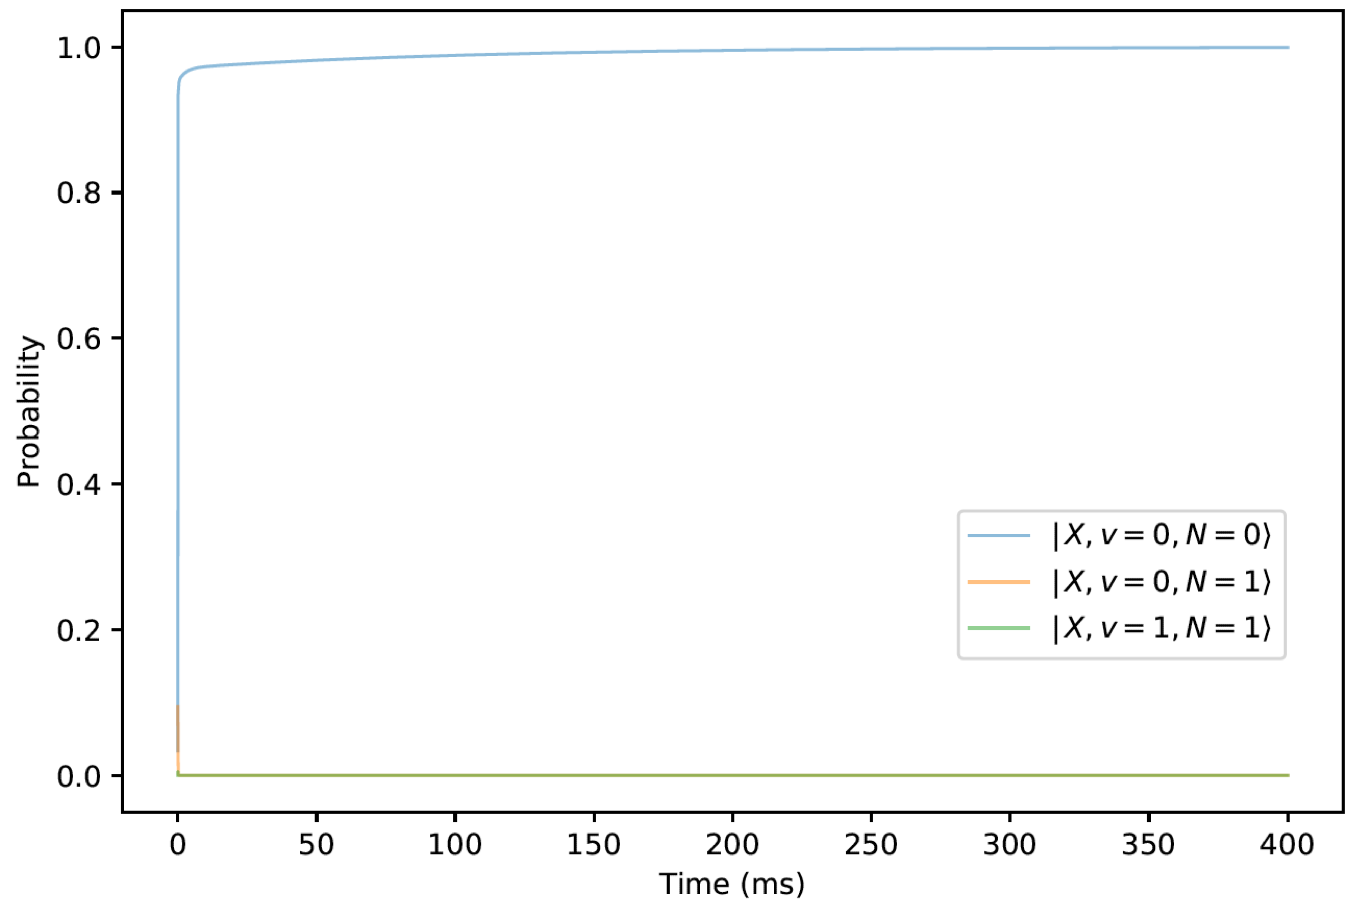 1.0
0.8
0.6
0.4
0.2
0.0
Probability
0 50 100 150 200 250 300 350 400
Time (ms)
|X, v = 0, N = 0⟩
|X, v = 0, N = 1⟩
|X, v = 1, N = 1⟩